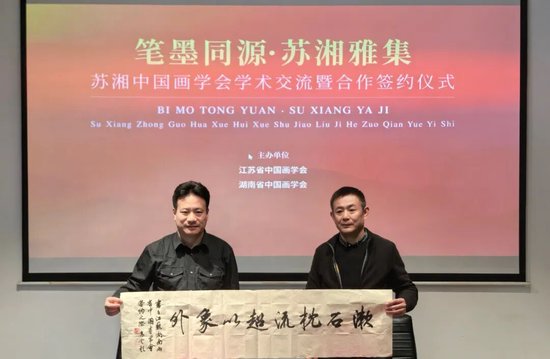 笔墨同源·苏湘雅集
苏湘中国画学会学术交流暨合作签约仪式
BI MO TONG YUAN · SU XIANG YA JI
Su Xiang Zhong Guo Hua Xue Hui Xue Shu Jiao Liu Ji He Zuo Qian Yue Yi Shi
主办单位
江苏省中国画学会
湖南省中国画学会
漱石枕流超以象外